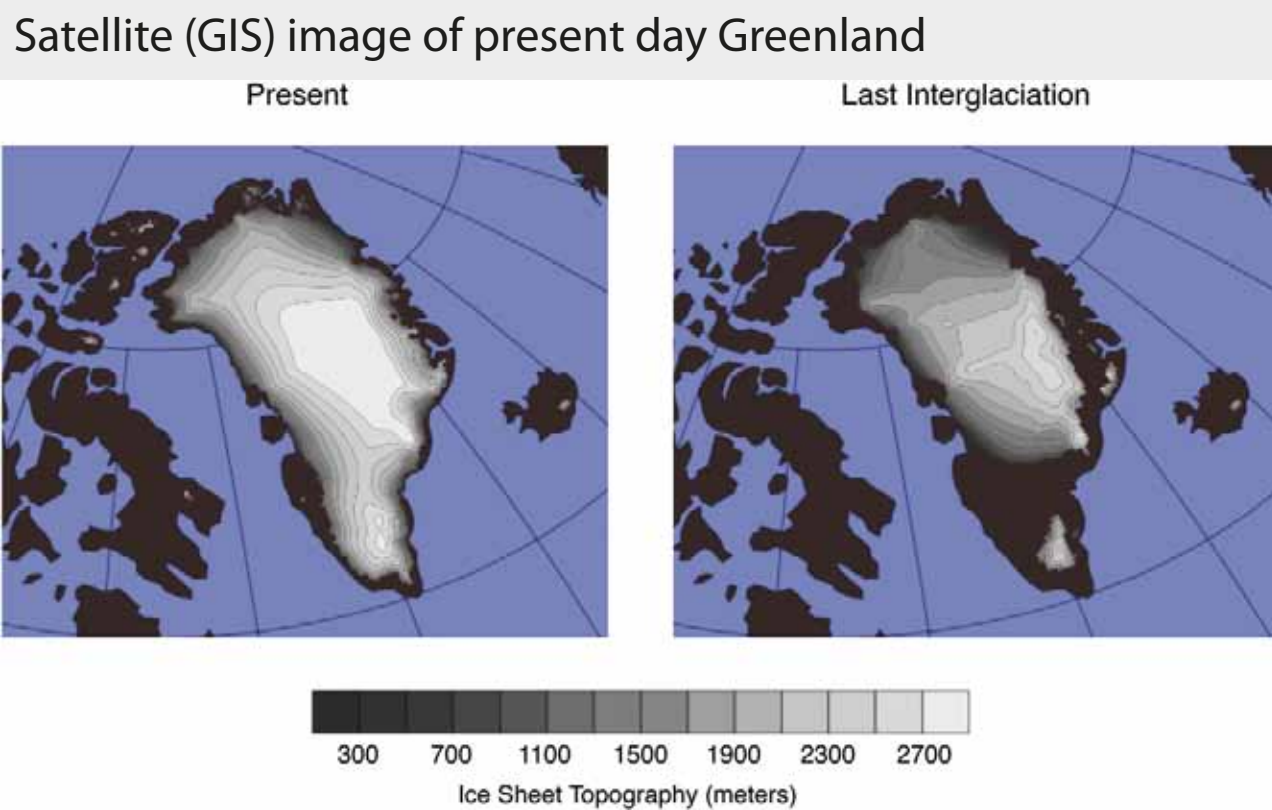 Satellite (GIS) image of present day Greenland
Present
Last Interglaciation
300 700 1100 1500 1900 2300 2700
Ice Sheet Topography (meters)